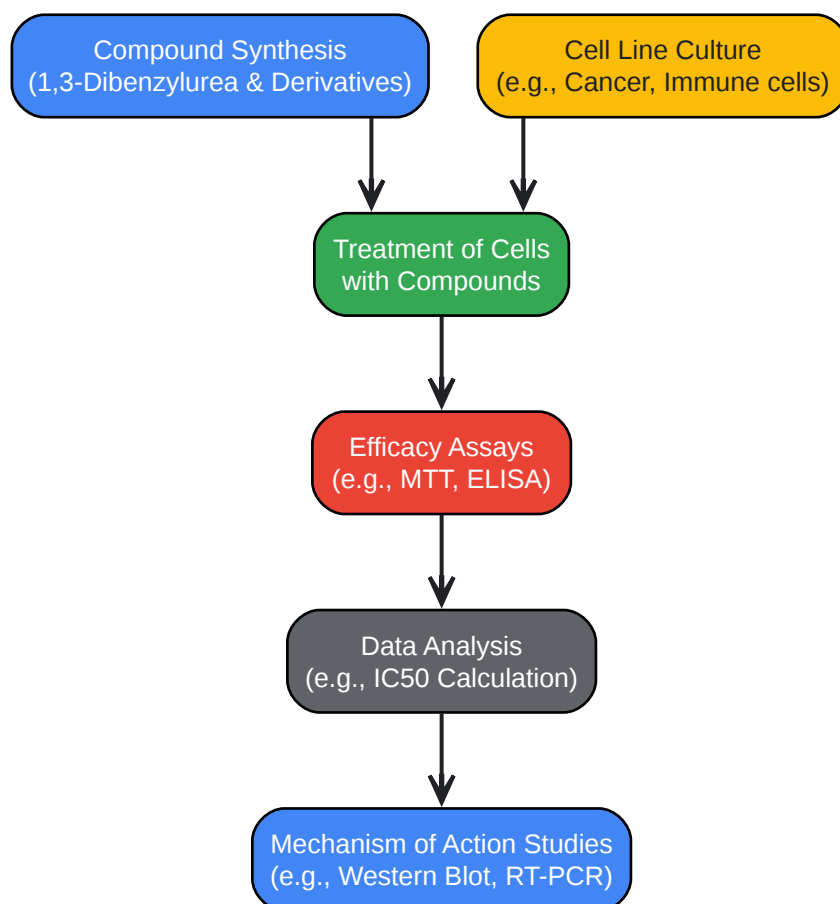 Compound Synthesis
(1,3-Dibenzylurea & Derivatives)
Cell Line Culture
(e.g., Cancer, Immune cells)
Treatment of Cells
with Compounds
Efficacy Assays
(e.g., MTT, ELISA)
Data Analysis
(e.g., IC50 Calculation)
Mechanism of Action Studies
(e.g., Western Blot, RT-PCR)